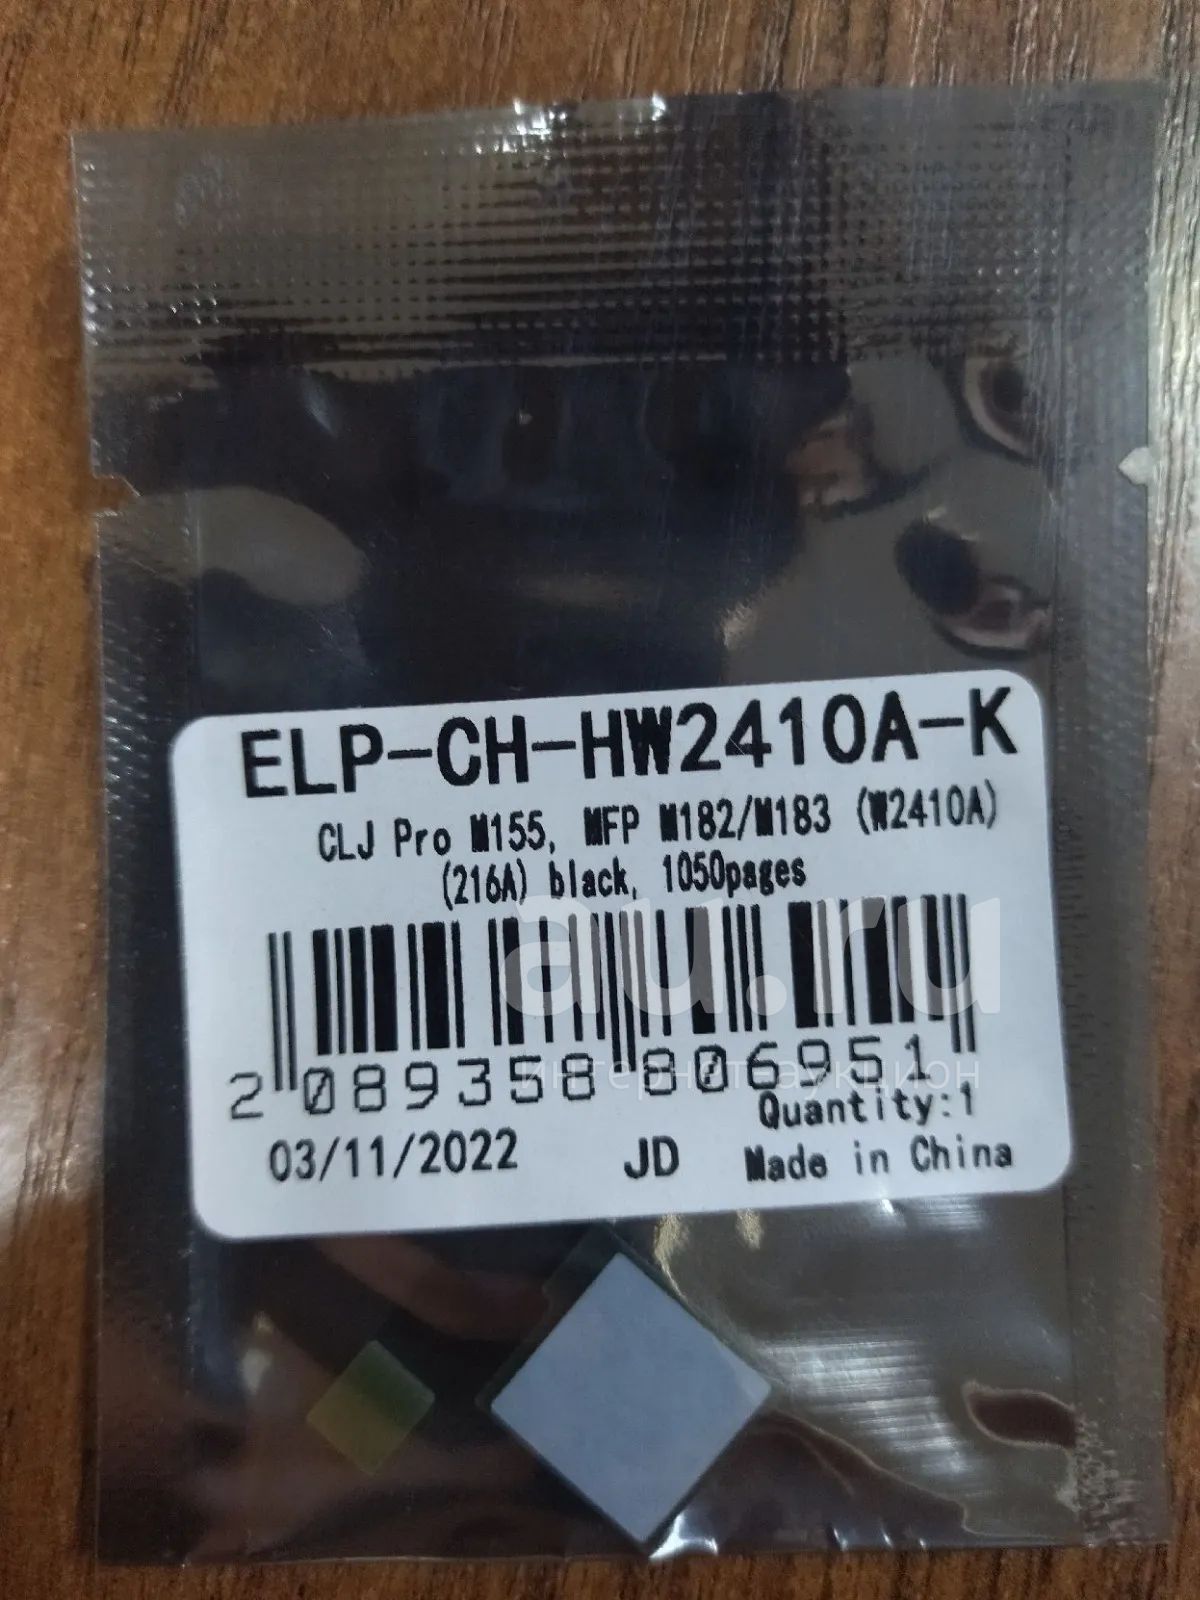 ELP-CH-HW2410A-K
CLJ Pro M155, MFP M182/M183 (W2410A)
(216A) black, 1050pages
au.ru
интернет-аукцион
2 089358 806951
Quantity:1
03/11/2022 JD Made in China